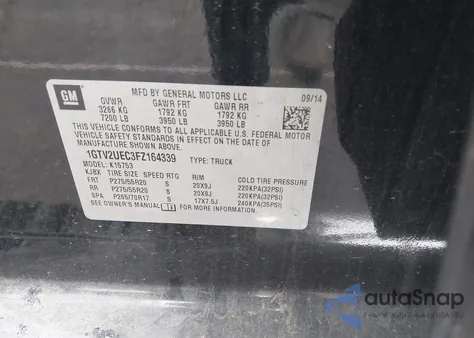 GM
MFD BY GENERAL MOTORS LLC
09/14
GVWR GAWR FRT GAWR RR
3266 KG 1792 KG 1792 KG
7200 LB 3950 LB 3950 LB
THIS VEHICLE CONFORMS TO ALL APPLICABLE U.S. FEDERAL MOTOR
VEHICLE SAFETY STANDARDS IN EFFECT ON THE DATE OF
MANUFACTURE SHOWN ABOVE.
1GTV2UEC3FZ164339 TYPE: TRUCK
MODEL: K15753
KJBX TIRE SIZE SPEED RTG RIM COLD TIRE PRESSURE
FRT P275/55R20 S 20X9J 220KPA(32PSI)
RR P275/55R20 S 20X9J 220KPA(32PSI)
SPA P265/70R17 S 17X7.5J 240KPA(35PSI)
SEE OWNER'S MANUAL FOR MORE INFORMATION.
autoSnap